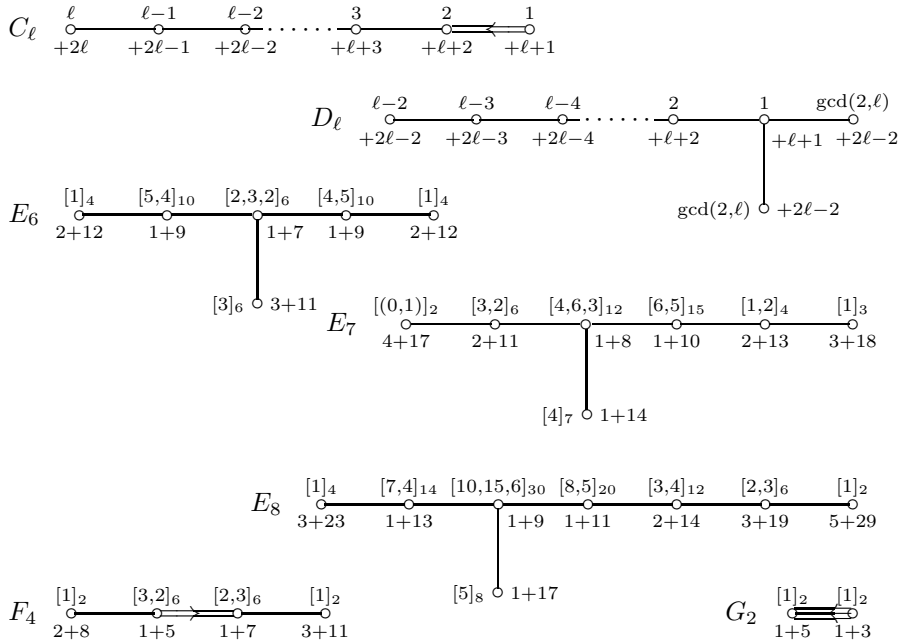 ℓ ℓ−1 ℓ−2 3 2 1
C_ℓ
+2ℓ +2ℓ−1 +2ℓ−2 +ℓ+3 +ℓ+2 +ℓ+1
ℓ−2 ℓ−3 ℓ−4 2 1 gcd(2,ℓ)
D_ℓ
+2ℓ−2 +2ℓ−3 +2ℓ−4 +ℓ+2 +ℓ+1 +2ℓ−2
gcd(2,ℓ) +2ℓ−2
[1]_4 [5,4]_10 [2,3,2]_6 [4,5]_10 [1]_4
E_6
2+12 1+9 1+7 1+9 2+12
[3]_6 3+11
[(0,1)]_2 [3,2]_6 [4,6,3]_12 [6,5]_15 [1,2]_4 [1]_3
E_7
4+17 2+11 1+8 1+10 2+13 3+18
[4]_7 1+14
[1]_4 [7,4]_14 [10,15,6]_30 [8,5]_20 [3,4]_12 [2,3]_6 [1]_2
E_8
3+23 1+13 1+9 1+11 2+14 3+19 5+29
[5]_8 1+17
[1]_2 [3,2]_6 [2,3]_6 [1]_2
F_4
2+8 1+5 1+7 3+11
[1]_2 [1]_2
G_2
1+5 1+3